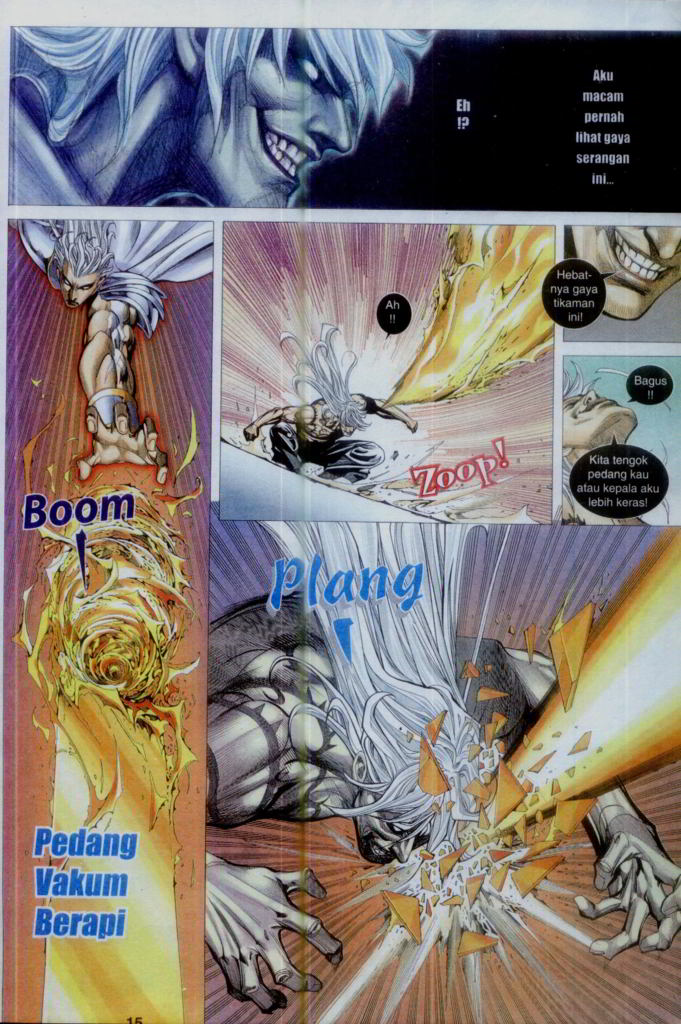 Eh
!?
Aku
macam
pernah
lihat gaya
serangan
ini...
Boom
Pedang
Vakum
Berapi
Ah
!!
Zoop!
Hebat-
nya gaya
tikaman
ini!
Bagus
!!
Kita tengok
pedang kau
atau kepala aku
lebih keras!
Plang
15